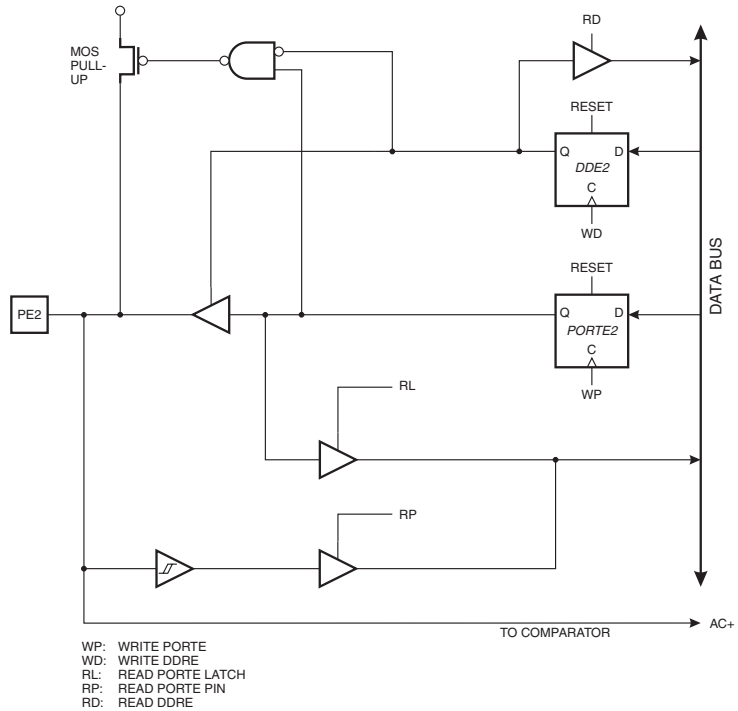 RD
MOS
PULL-
UP
RESET
Q D
DDE2
C
WD
RESET
DATA BUS
PE2
Q D
PORTE2
C
WP
RL
RP
TO COMPARATOR
AC+
WP: WRITE PORTE
WD: WRITE DDRE
RL: READ PORTE LATCH
RP: READ PORTE PIN
RD: READ DDRE